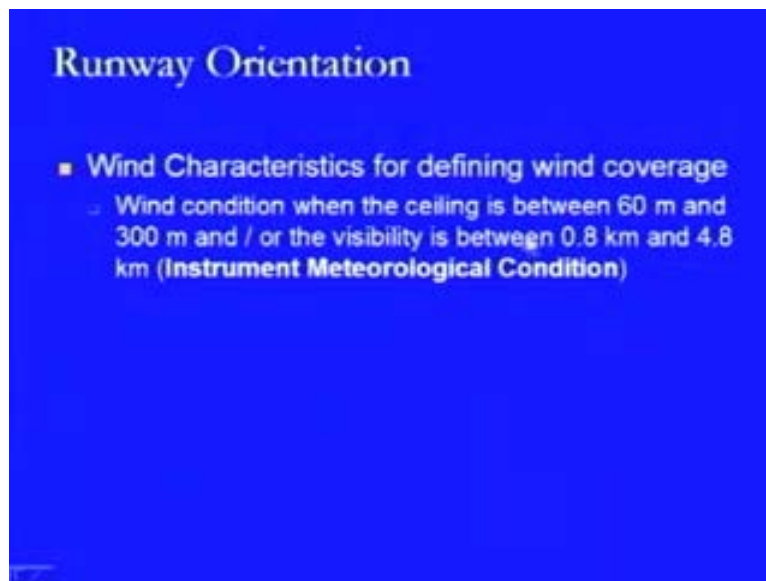 Runway Orientation
Wind Characteristics for defining wind coverage
Wind condition when the ceiling is between 60 m and
300 m and / or the visibility is between 0.8 km and 4.8
km (Instrument Meteorological Condition)